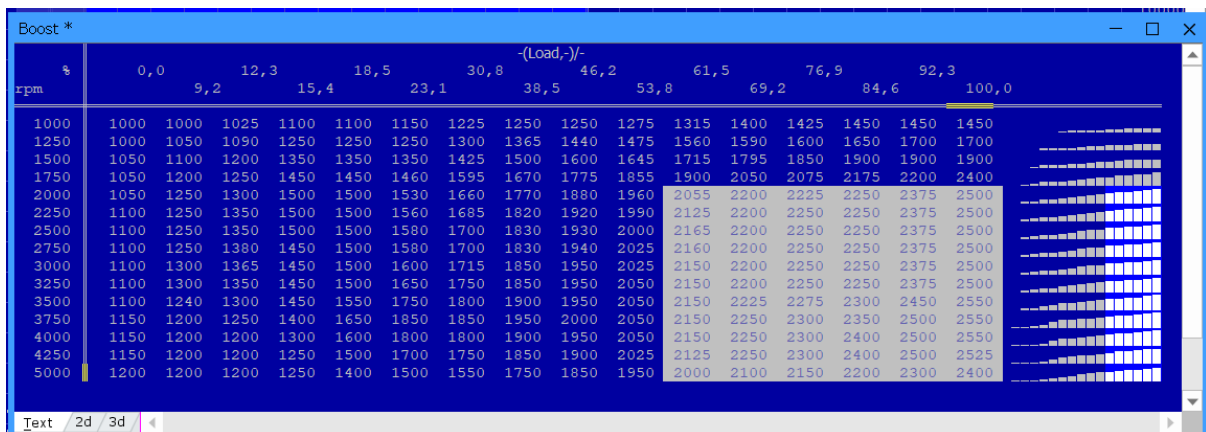 Boost *
-(Load,-)/-
% 0,0 12,3 18,5 30,8 46,2 61,5 76,9 92,3
rpm 9,2 15,4 23,1 38,5 53,8 69,2 84,6 100,0
1000 1000 1000 1025 1100 1100 1150 1225 1250 1250 1275 1315 1400 1425 1450 1450 1450
1250 1000 1050 1090 1250 1250 1250 1300 1365 1440 1475 1560 1590 1600 1650 1700 1700
1500 1050 1100 1200 1350 1350 1350 1425 1500 1600 1645 1715 1795 1850 1900 1900 1900
1750 1050 1200 1250 1450 1450 1460 1595 1670 1775 1855 1900 2050 2075 2175 2200 2400
2000 1050 1250 1300 1500 1500 1530 1660 1770 1880 1960 2055 2200 2225 2250 2375 2500
2250 1100 1250 1350 1500 1500 1560 1685 1820 1920 1990 2125 2200 2250 2250 2375 2500
2500 1100 1250 1350 1500 1500 1580 1700 1830 1930 2000 2165 2200 2250 2250 2375 2500
2750 1100 1250 1380 1450 1500 1580 1700 1830 1940 2025 2160 2200 2250 2250 2375 2500
3000 1100 1300 1365 1450 1500 1600 1715 1850 1950 2025 2150 2200 2250 2250 2375 2500
3250 1100 1300 1350 1450 1500 1650 1750 1850 1950 2050 2150 2200 2250 2250 2375 2500
3500 1100 1240 1300 1450 1550 1750 1800 1900 1950 2050 2150 2225 2275 2300 2450 2550
3750 1150 1200 1250 1400 1650 1850 1850 1950 2000 2050 2150 2250 2300 2350 2500 2550
4000 1150 1200 1200 1300 1600 1800 1800 1900 1950 2050 2150 2250 2300 2400 2500 2550
4250 1150 1200 1200 1250 1500 1700 1750 1850 1900 2025 2125 2250 2300 2400 2500 2525
5000 1200 1200 1200 1250 1400 1500 1550 1750 1850 1950 2000 2100 2150 2200 2300 2400
Text 2d 3d